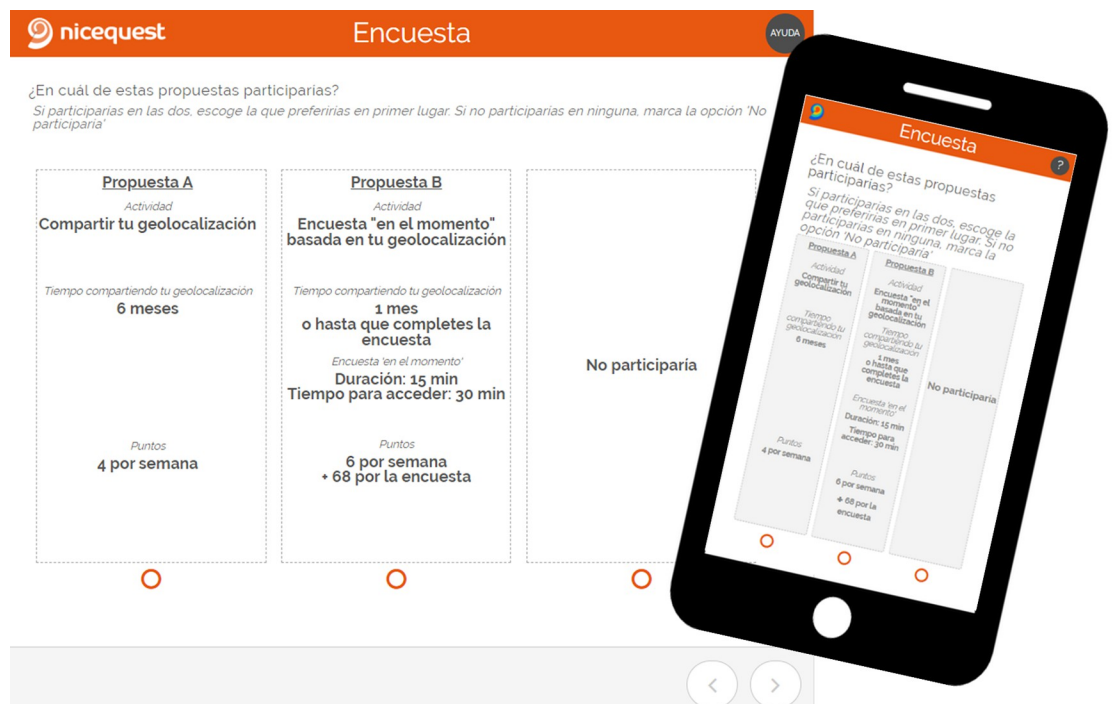 nicequest
Encuesta
AYUDA
¿En cuál de estas propuestas participarías?
Si participarías en las dos, escoge la que preferirías en primer lugar. Si no participarías en ninguna, marca la opción 'No
participaría'
Propuesta A
Actividad
Compartir tu geolocalización
Tiempo compartiendo tu geolocalización
6 meses
Puntos
4 por semana
Propuesta B
Actividad
Encuesta "en el momento"
basada en tu geolocalización
Tiempo compartiendo tu geolocalización
1 mes
o hasta que completes la
encuesta
Encuesta 'en el momento'
Duración: 15 min
Tiempo para acceder: 30 min
Puntos
6 por semana
+ 68 por la encuesta
No participaría
Encuesta
?
¿En cuál de estas propuestas
participarías?
Si participarías en las dos, escoge la
que preferirías en primer lugar. Si no
participarías en ninguna, marca la
opción 'No participaría'
Propuesta A
Actividad
Compartir tu
geolocalización
Tiempo
compartiendo tu
geolocalización
6 meses
Puntos
4 por semana
Propuesta B
Actividad
Encuesta "en el
momento"
basada en tu
geolocalización
Tiempo
compartiendo tu
geolocalización
1 mes
o hasta que
completes la
encuesta
Encuesta 'en el
momento'
Duración: 15 min
Tiempo para
acceder: 30 min
Puntos
6 por semana
+ 68 por la
encuesta
No participaría